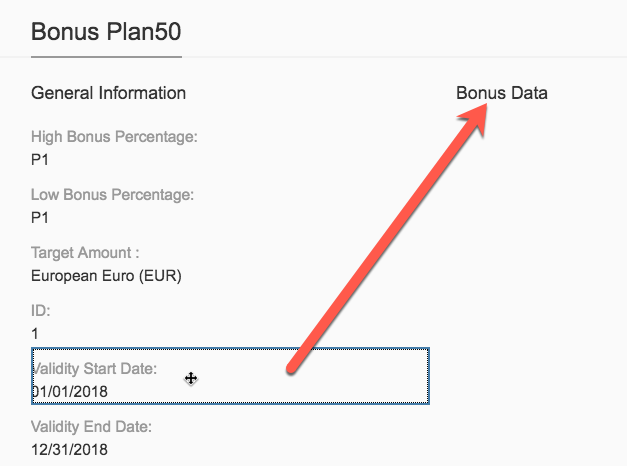 Bonus Plan50
General Information
Bonus Data
High Bonus Percentage:
P1
Low Bonus Percentage:
P1
Target Amount :
European Euro (EUR)
ID:
1
Validity Start Date:
01/01/2018
Validity End Date:
12/31/2018